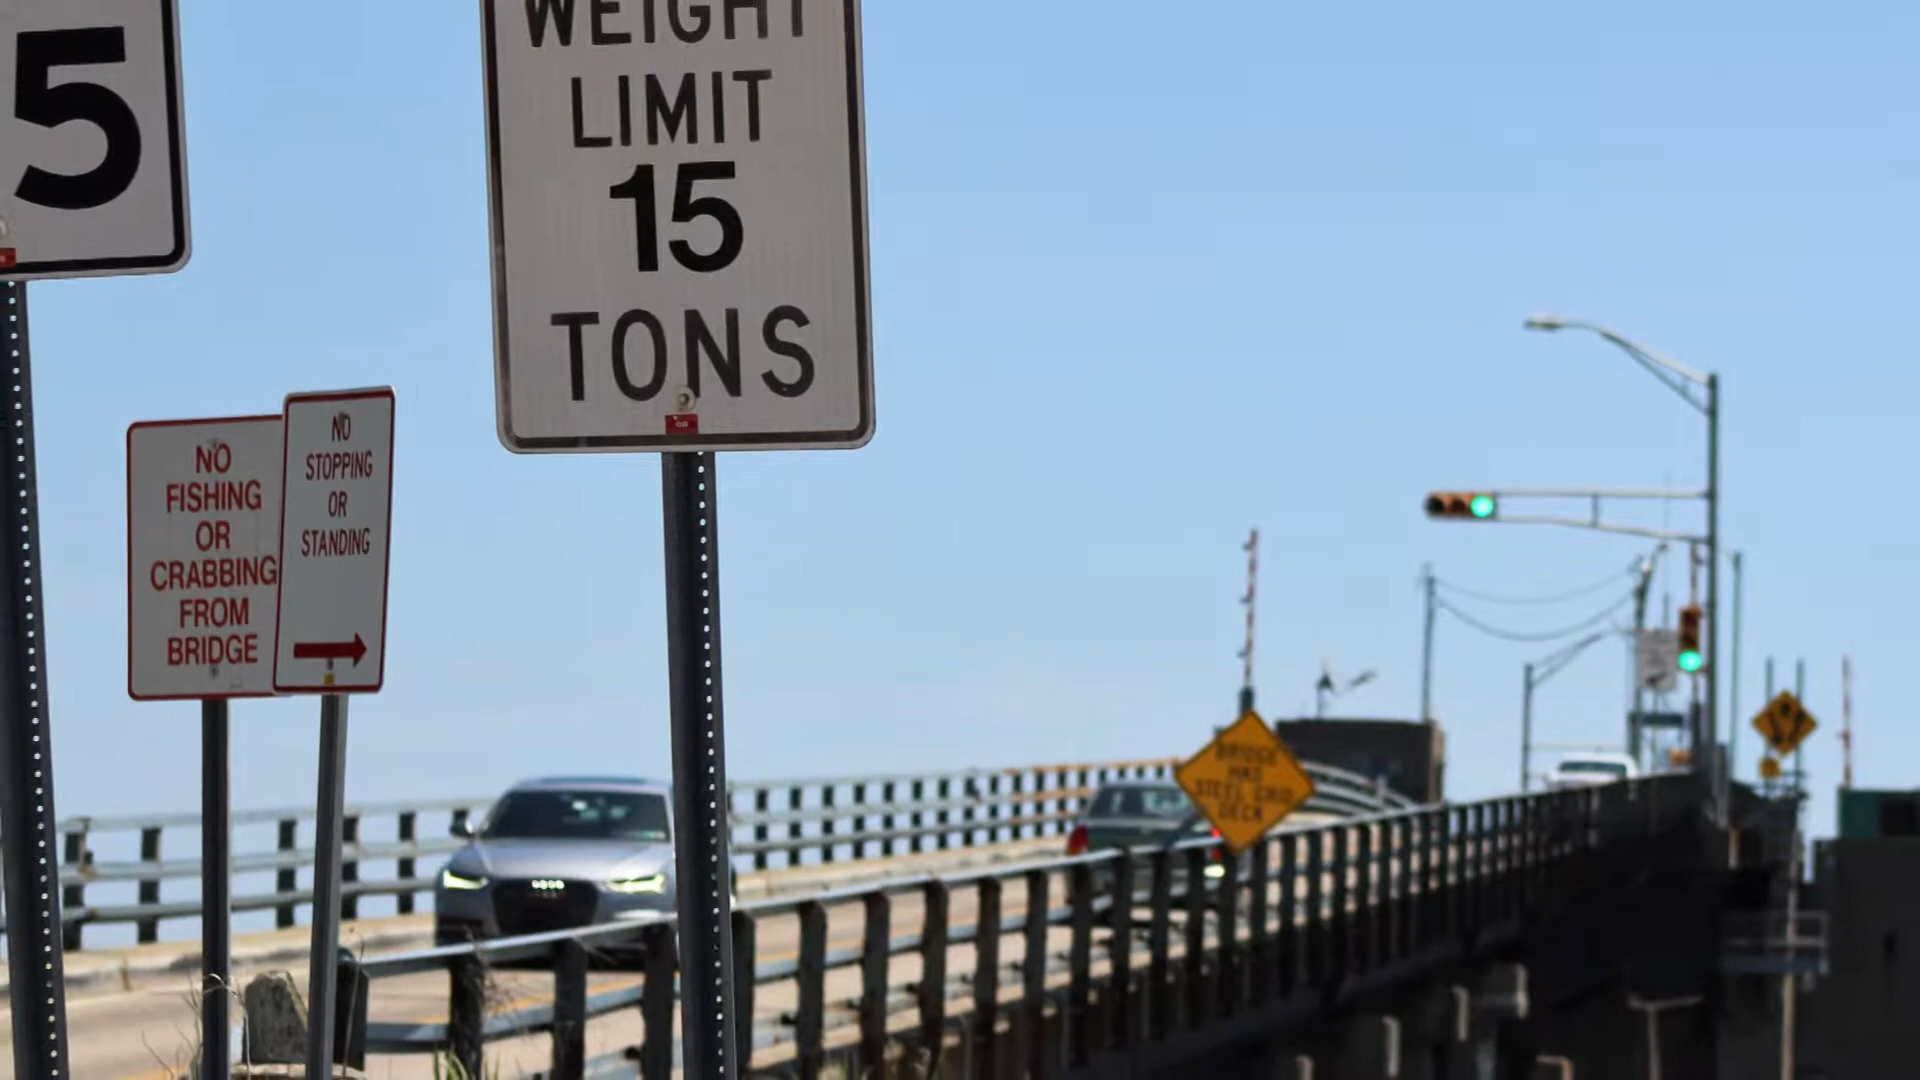 5
WEIGHT
LIMIT
15
TONS
NO
FISHING
OR
CRABBING
FROM
BRIDGE
NO
STOPPING
OR
STANDING
BRIDGE
HAS
STEEL GRID
DECK